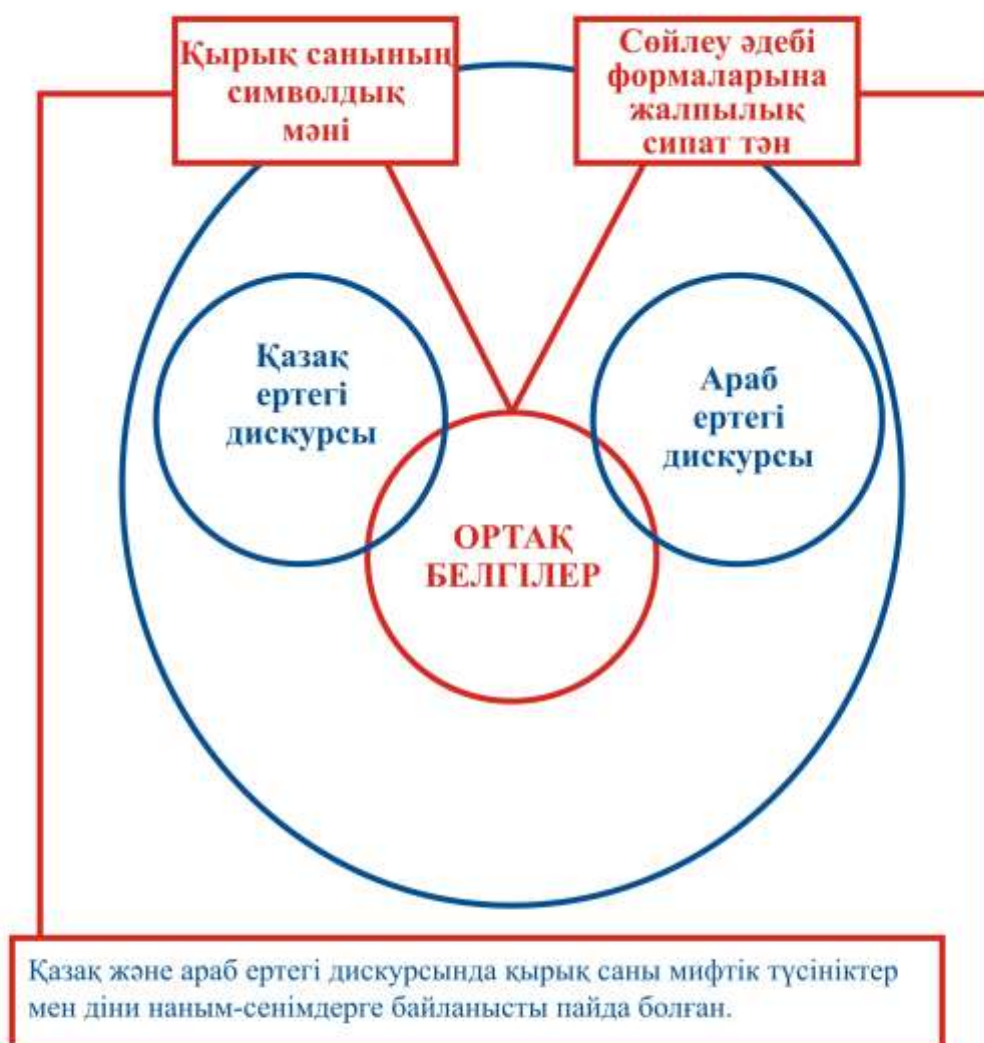 Қырық санының
символдық
мәні
Сөйлеу әдебі
формаларына
жалпылық
сипат тән
Қазақ
ертегі
дискурсы
Араб
ертегі
дискурсы
ОРТАҚ
БЕЛГІЛЕР
Қазақ және араб ертегі дискурсында қырық саны мифтік түсініктер
мен діни наным-сенімдерге байланысты пайда болған.